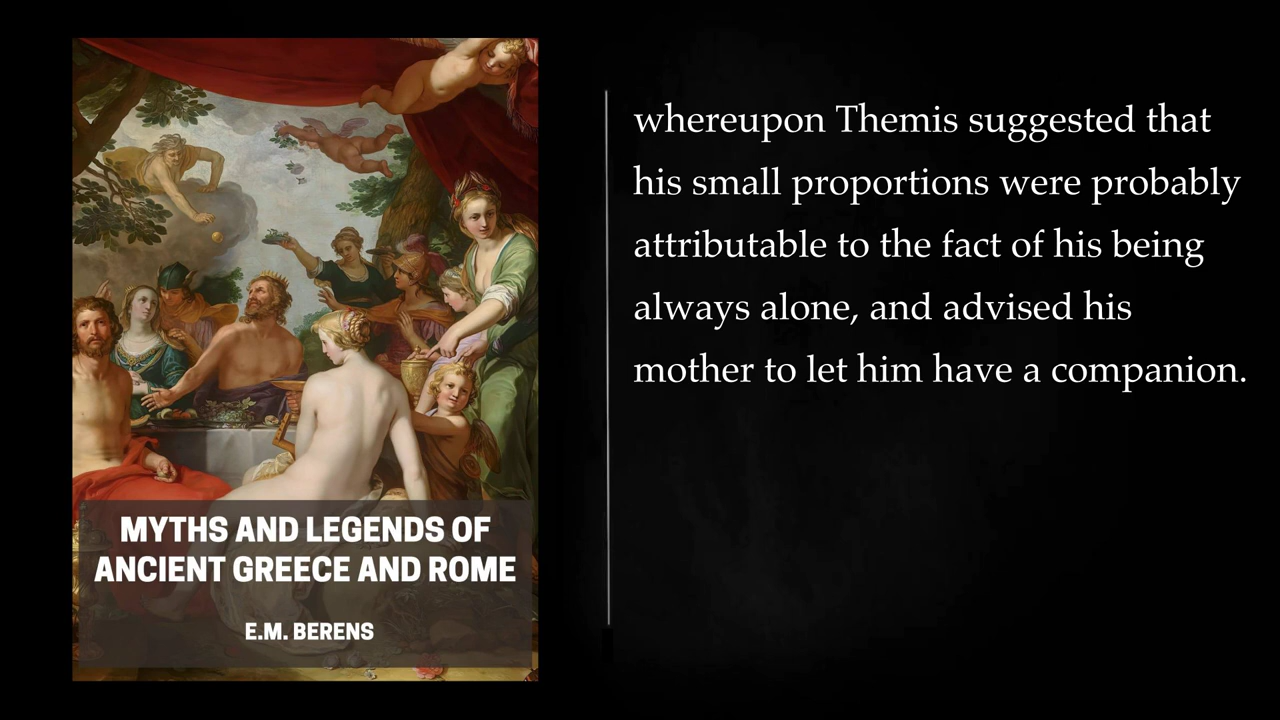 MYTHS AND LEGENDS OF
ANCIENT GREECE AND ROME
E.M. BERENS
whereupon Themis suggested that
his small proportions were probably
attributable to the fact of his being
always alone, and advised his
mother to let him have a companion.